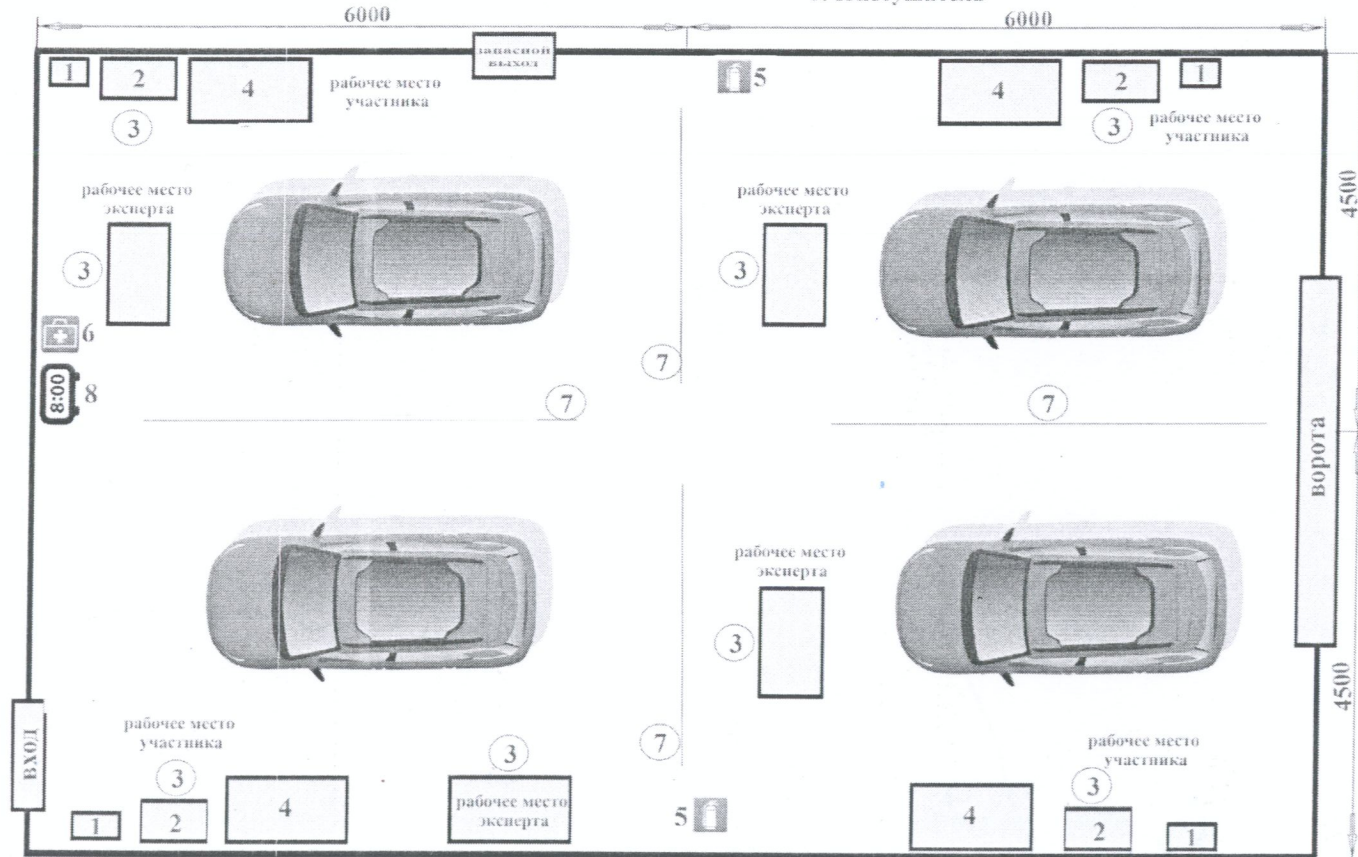 6000
6000
запасной
выход
1
2
4
рабочее место
участника
3
5
4
2
1
3
рабочее место
участника
4500
рабочее место
эксперта
3
рабочее место
эксперта
3
6
8:00
8
7
7
7
ворота
рабочее место
эксперта
3
4500
вход
рабочее место
участника
3
3
7
рабочее место
участника
3
1
2
4
рабочее место
эксперта
5
4
2
1